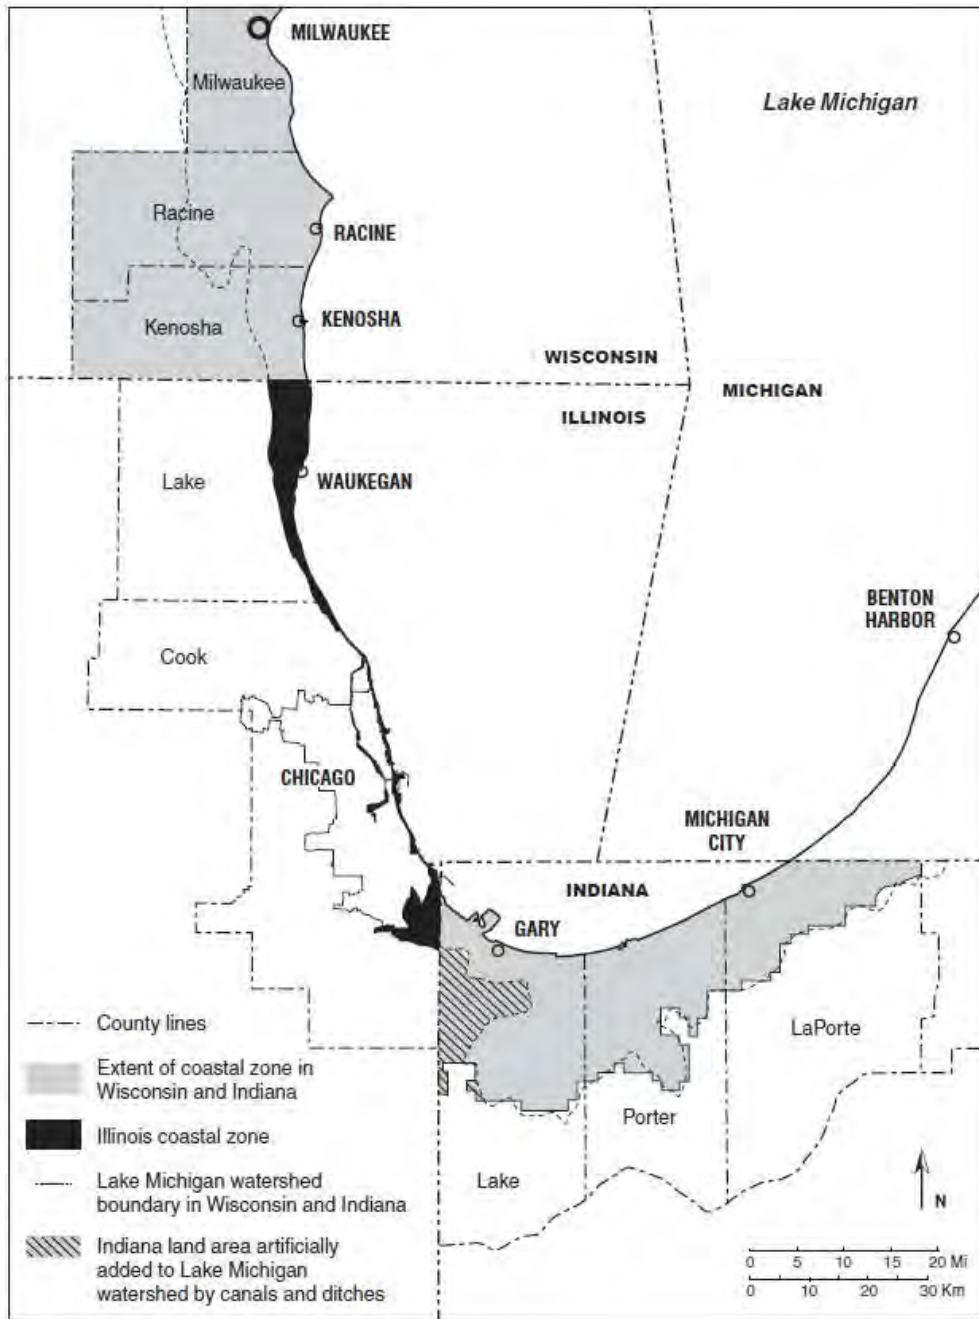 MILWAUKEE
Milwaukee
Lake Michigan
Racine
RACINE
Kenosha
KENOSHA
WISCONSIN
MICHIGAN
ILLINOIS
Lake
WAUKEGAN
BENTON
HARBOR
Cook
CHICAGO
MICHIGAN
CITY
INDIANA
GARY
LaPorte
Porter
Lake
County lines
Extent of coastal zone in
Wisconsin and Indiana
Illinois coastal zone
Lake Michigan watershed
boundary in Wisconsin and Indiana
Indiana land area artificially
added to Lake Michigan
watershed by canals and ditches
N
0 5 10 15 20 Mi
0 10 20 30 Km